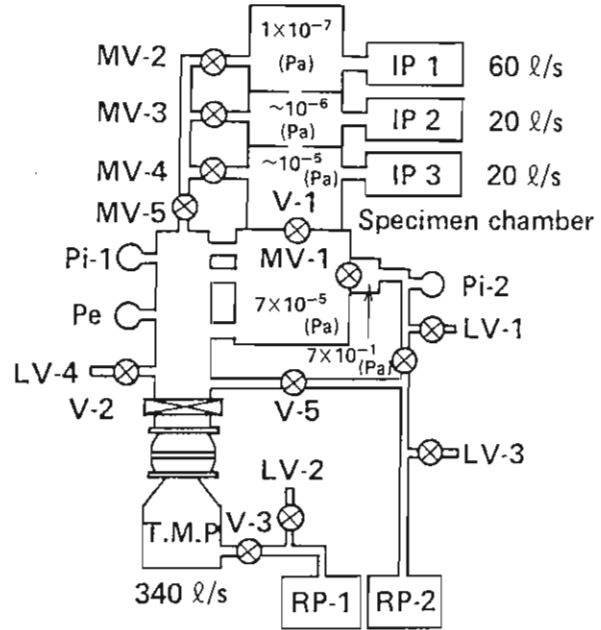 MV-2
1×10⁻⁷
(Pa)
IP 1
60 ℓ/s
MV-3
~10⁻⁶
(Pa)
IP 2
20 ℓ/s
MV-4
~10⁻⁵
(Pa)
IP 3
20 ℓ/s
MV-5
V-1
Specimen chamber
Pi-1
MV-1
Pi-2
Pe
7×10⁻⁵
(Pa)
LV-1
7×10⁻¹
(Pa)
LV-4
V-2
V-5
LV-3
LV-2
T.M.P
V-3
340 ℓ/s
RP-1
RP-2